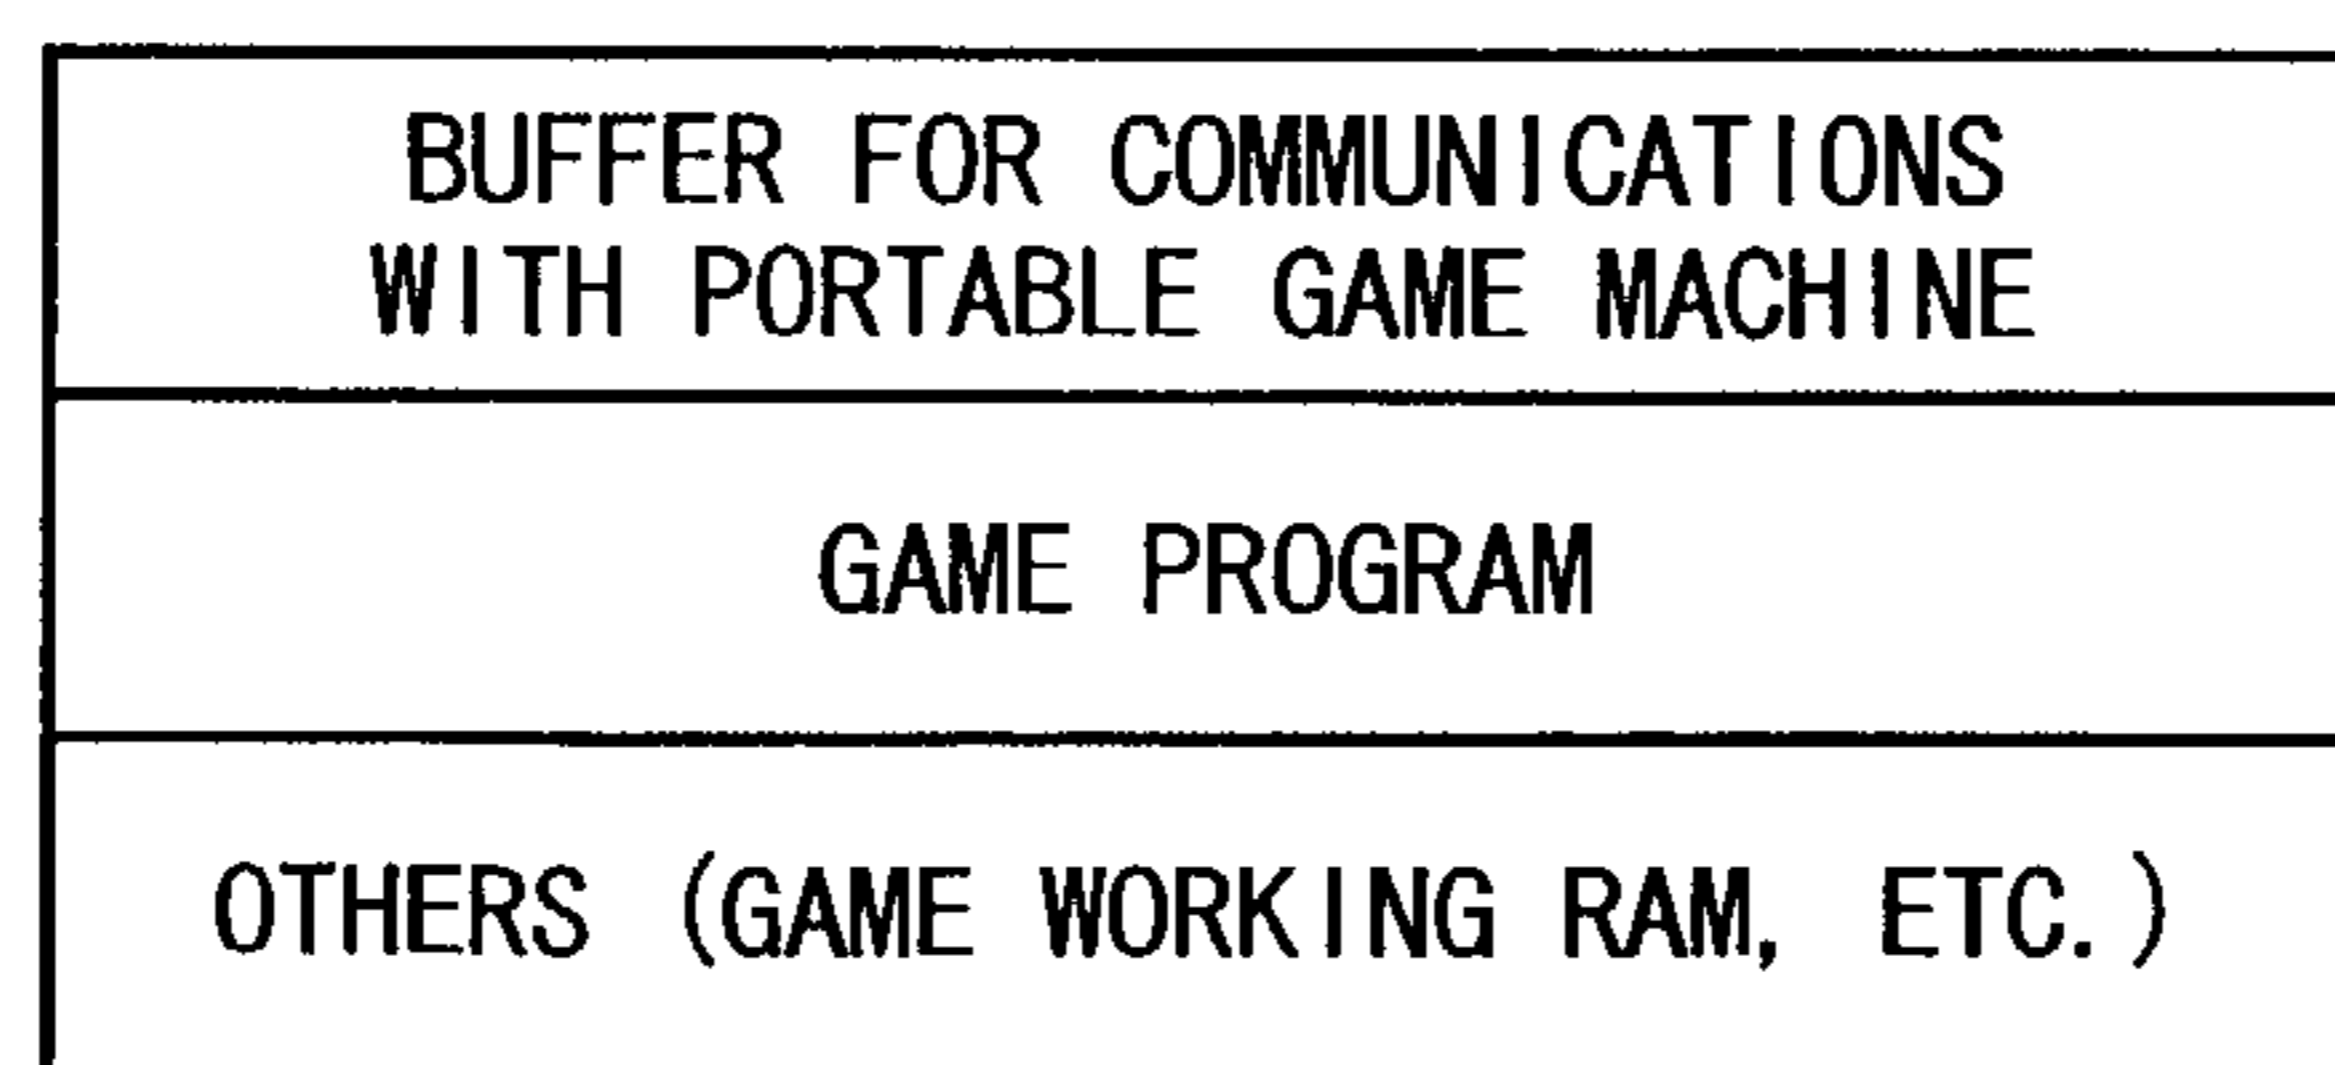 BUFFER FOR COMMUNICATIONS
WITH PORTABLE GAME MACHINE
GAME PROGRAM
OTHERS (GAME WORKING RAM, ETC.)